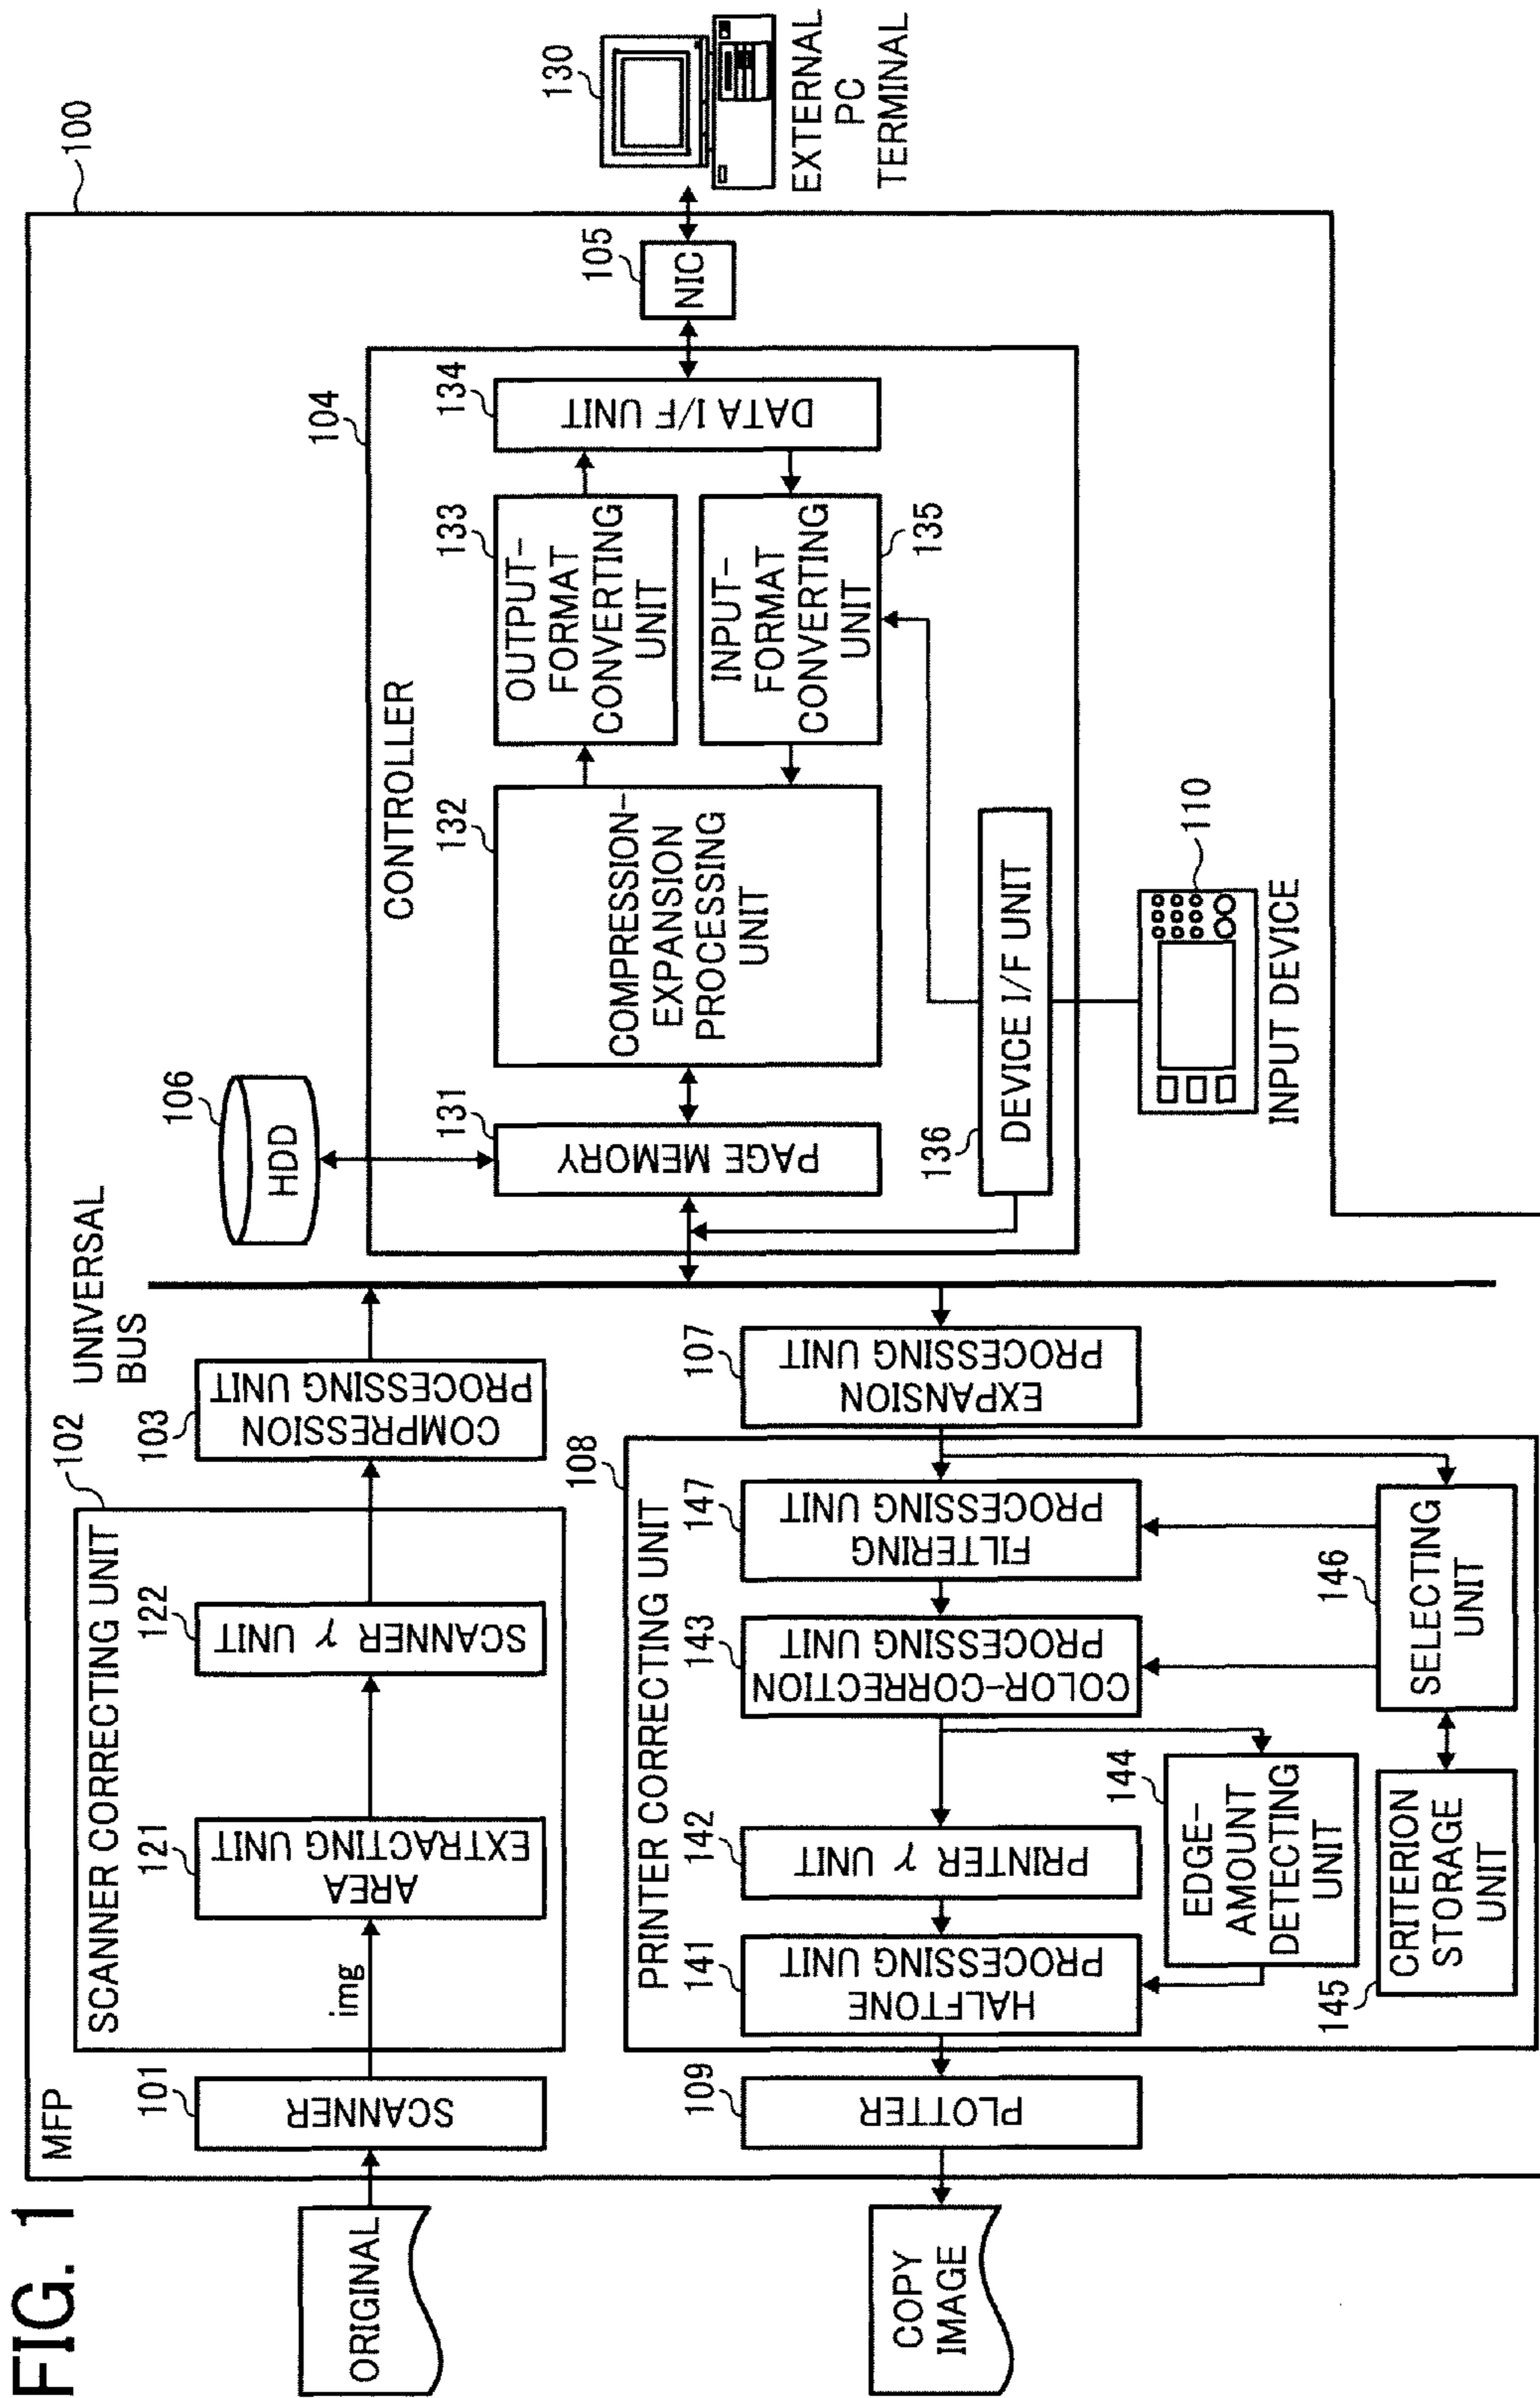 FIG. 1
MFP
100
ORIGINAL
101
SCANNER
102
SCANNER CORRECTING UNIT
img
121
AREA
EXTRACTING UNIT
122
SCANNER γ UNIT
103
COMPRESSION
PROCESSING UNIT
UNIVERSAL
BUS
106
HDD
104
CONTROLLER
131
PAGE MEMORY
132
COMPRESSION-
EXPANSION
PROCESSING
UNIT
133
OUTPUT-
FORMAT
CONVERTING
UNIT
134
DATA I/F UNIT
INPUT-
FORMAT
CONVERTING
UNIT
135
136
DEVICE I/F UNIT
105
NIC
130
EXTERNAL
PC
TERMINAL
110
INPUT DEVICE
COPY
IMAGE
109
PLOTTER
108
PRINTER CORRECTING UNIT
141
HALFTONE
PROCESSING UNIT
142
PRINTER γ UNIT
143
COLOR-CORRECTION
PROCESSING UNIT
147
FILTERING
PROCESSING UNIT
107
EXPANSION
PROCESSING UNIT
144
EDGE-
AMOUNT
DETECTING
UNIT
145
CRITERION
STORAGE
UNIT
146
SELECTING
UNIT